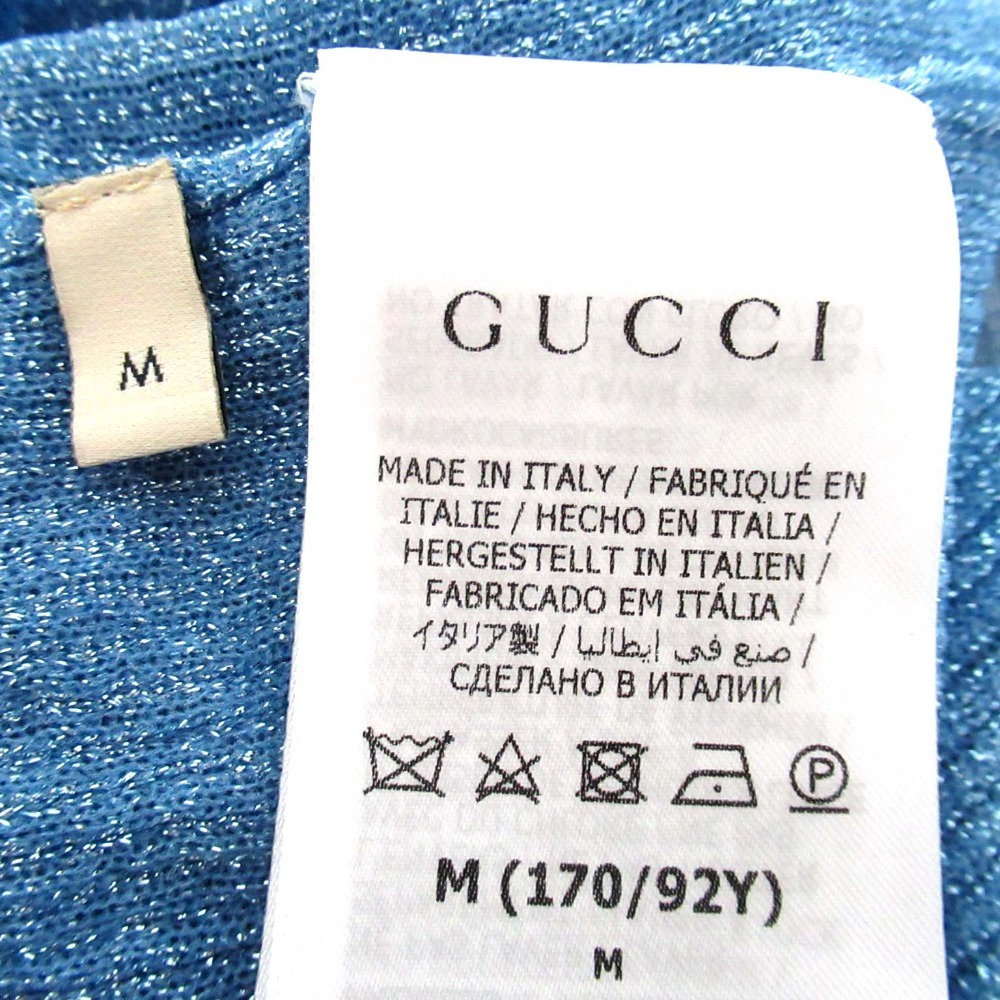 M
GUCCI
MADE IN ITALY / FABRIQUÉ EN
ITALIE / HECHO EN ITALIA /
HERGESTELLT IN ITALIEN /
FABRICADO EM ITÁLIA /
イタリア製 / صنع في إيطاليا /
СДЕЛАНО В ИТАЛИИ
P
M (170/92Y)
M